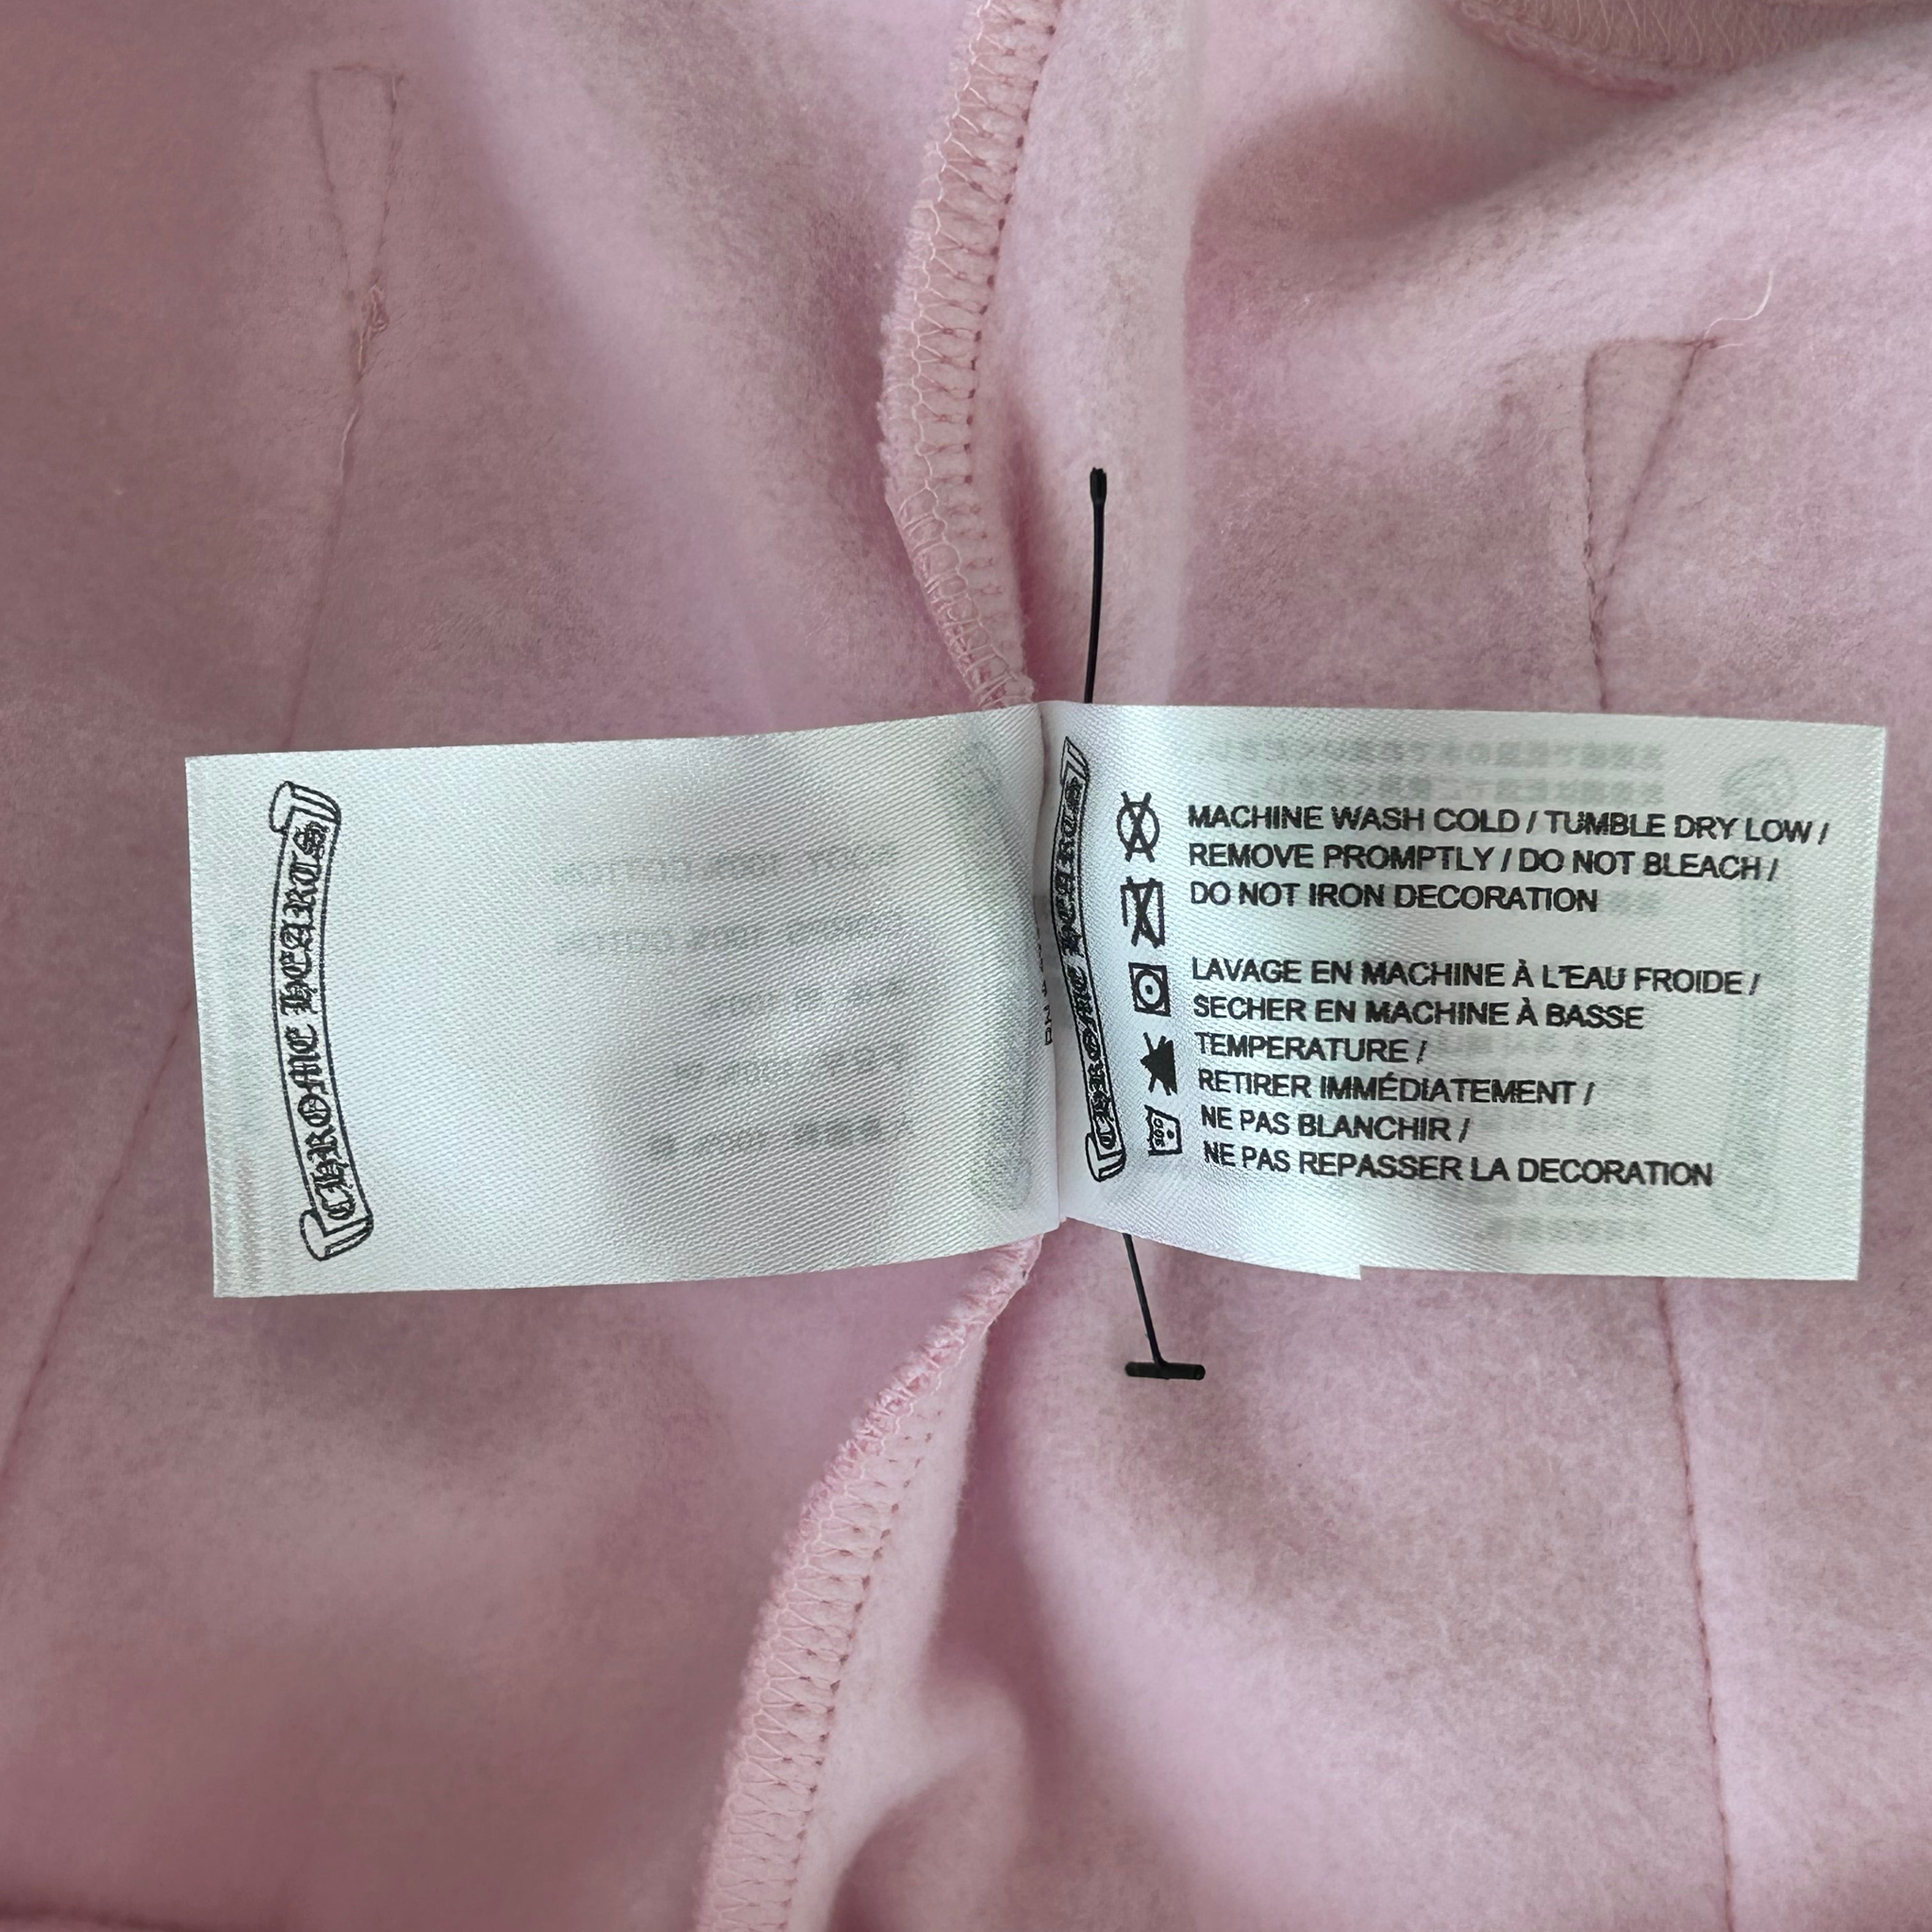 CHROME HEARTS
CHROME HEARTS
MACHINE WASH COLD / TUMBLE DRY LOW /
REMOVE PROMPTLY / DO NOT BLEACH /
DO NOT IRON DECORATION
LAVAGE EN MACHINE À L'EAU FROIDE /
SECHER EN MACHINE À BASSE
TEMPERATURE /
RETIRER IMMÉDIATEMENT /
NE PAS BLANCHIR /
NE PAS REPASSER LA DECORATION